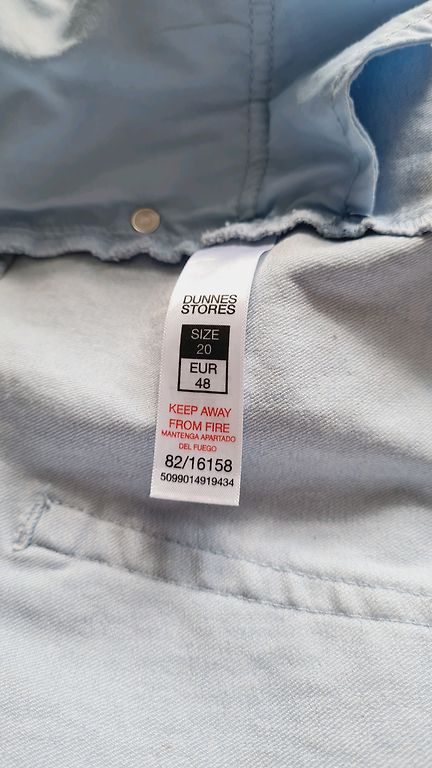 DUNNES
STORES
SIZE
20
EUR
48
KEEP AWAY
FROM FIRE
MANTENGA APARTADO
DEL FUEGO
82/16158
5099014919434